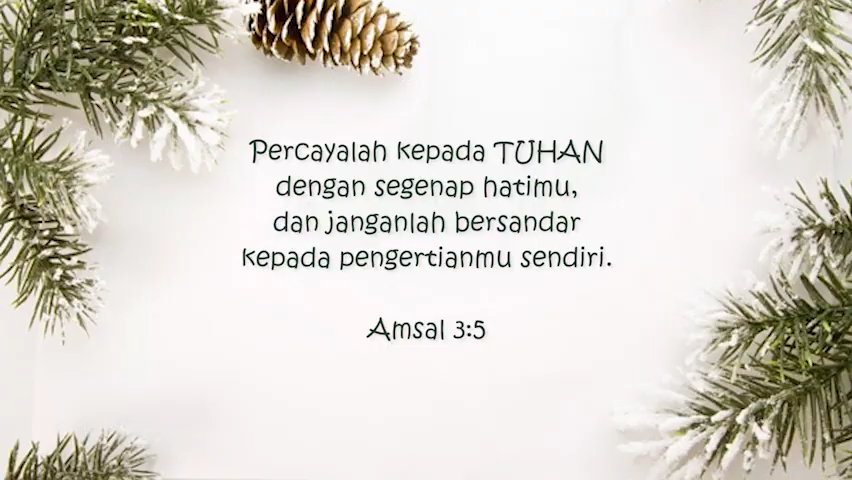 Percayalah kepada TUHAN
dengan segenap hatimu,
dan janganlah bersandar
kepada pengertianmu sendiri.
Amsal 3:5